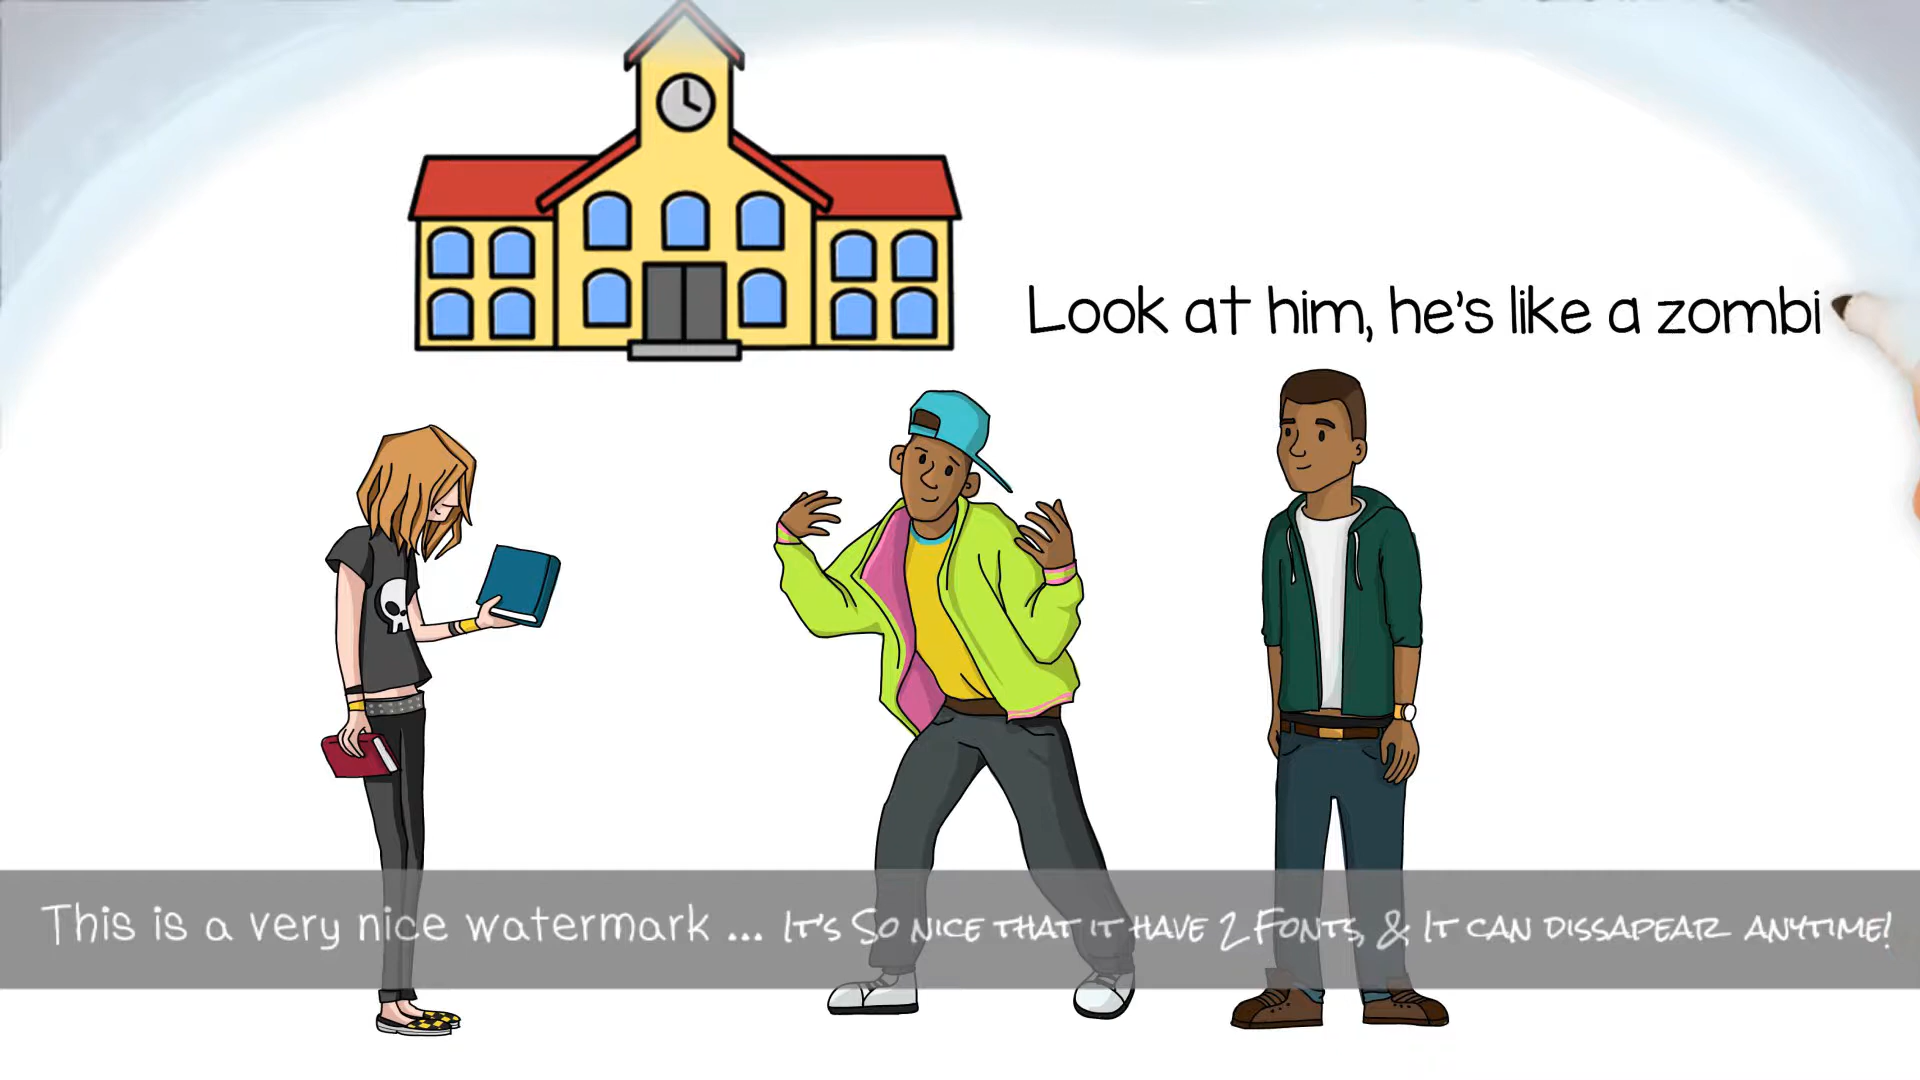 Look at him, he's like a zombi
This is a very nice watermark ... It's So nice that it have 2 Fonts, & It can dissapear anytime!